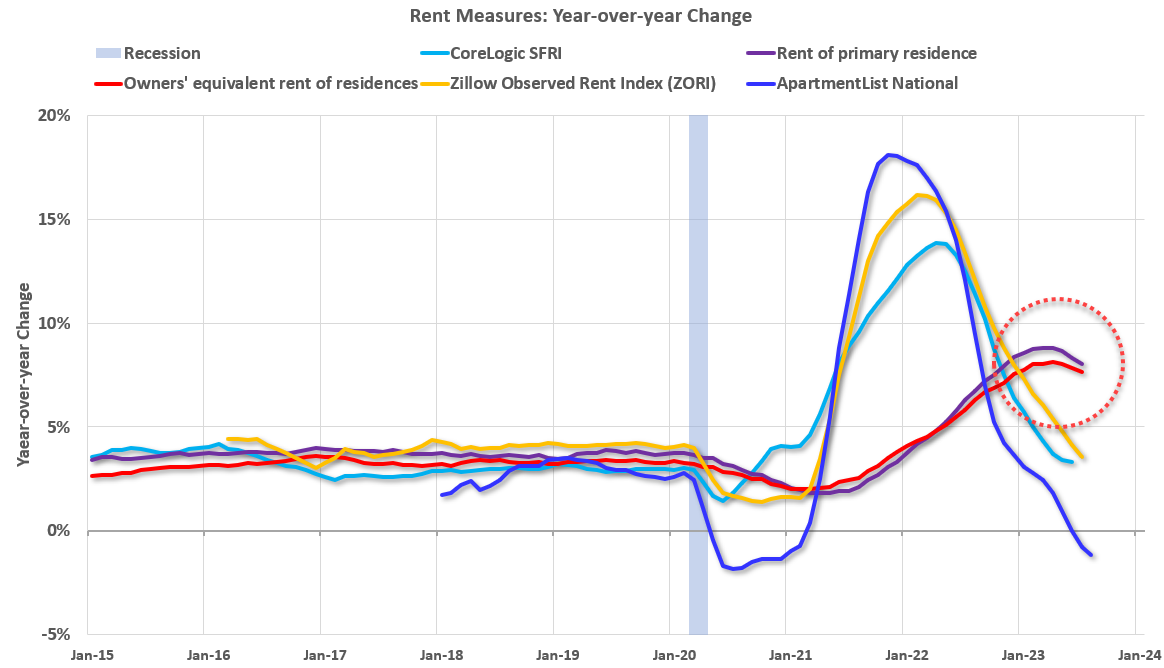 Rent Measures: Year-over-year Change
Recession CoreLogic SFRI Rent of primary residence
Owners' equivalent rent of residences Zillow Observed Rent Index (ZORI) ApartmentList National
20%
15%
10%
5%
0%
-5%
Yaear-over-year Change
Jan-15 Jan-16 Jan-17 Jan-18 Jan-19 Jan-20 Jan-21 Jan-22 Jan-23 Jan-24